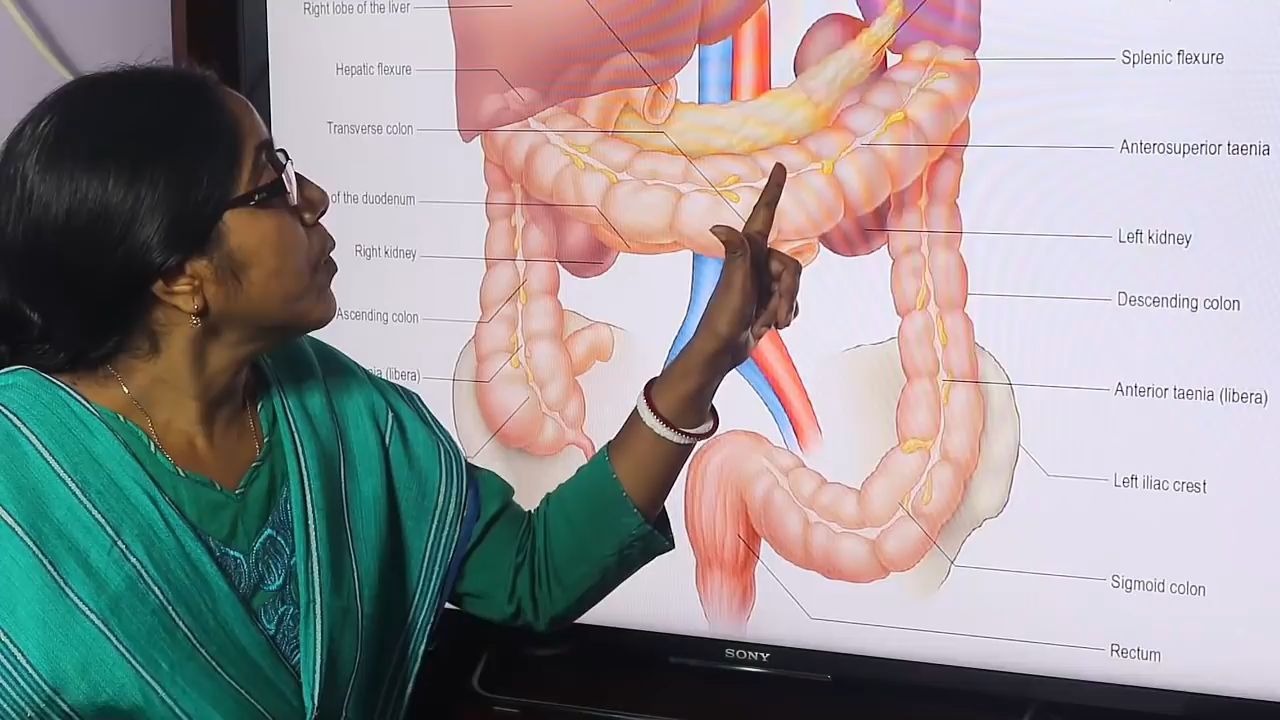 Right lobe of the liver
Hepatic flexure
Transverse colon
of the duodenum
Right kidney
Ascending colon
(libera)
Splenic flexure
Anterosuperior taenia
Left kidney
Descending colon
Anterior taenia (libera)
Left iliac crest
Sigmoid colon
Rectum
SONY